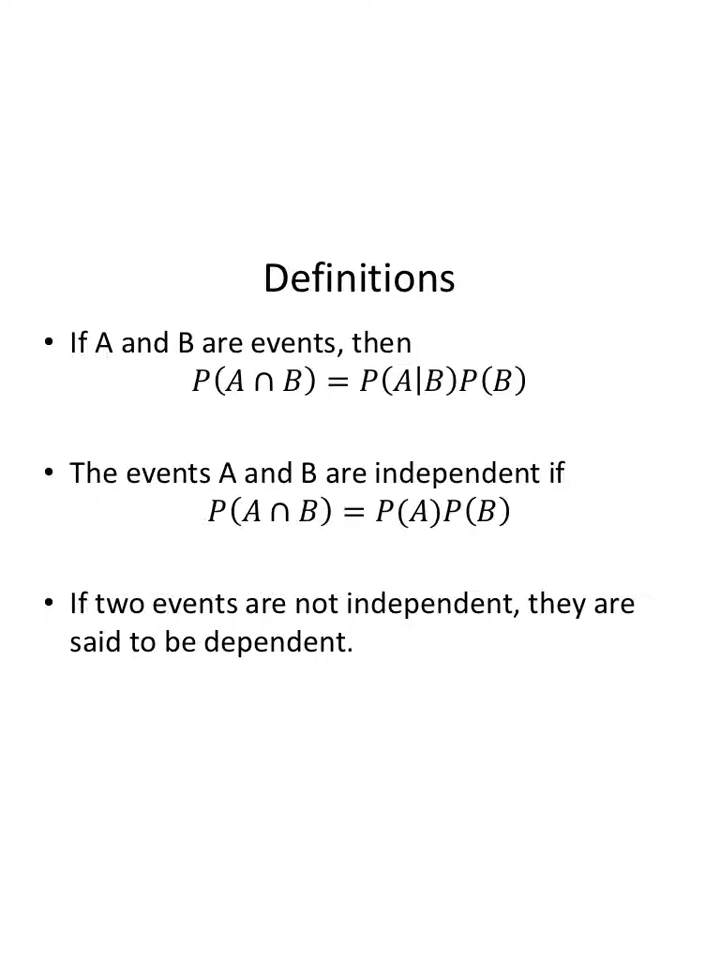 Definitions
• If A and B are events, then
P(A ∩ B) = P(A|B)P(B)
• The events A and B are independent if
P(A ∩ B) = P(A)P(B)
• If two events are not independent, they are
said to be dependent.